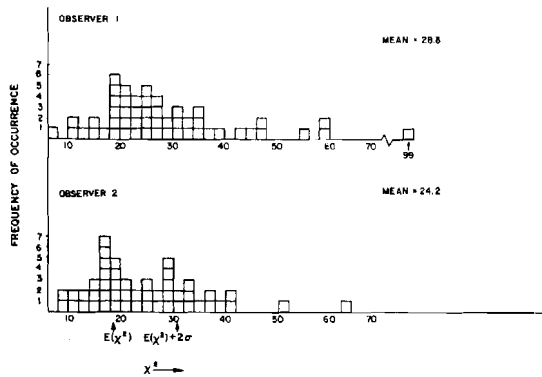 OBSERVER 1
MEAN = 28.8
7
6
5
4
3
2
1
10 20 30 40 50 60 70 99
FREQUENCY OF OCCURRENCE
OBSERVER 2
MEAN = 24.2
7
6
5
4
3
2
1
10 20 30 40 50 60 70
E(χ²) E(χ²)+2σ
χ²